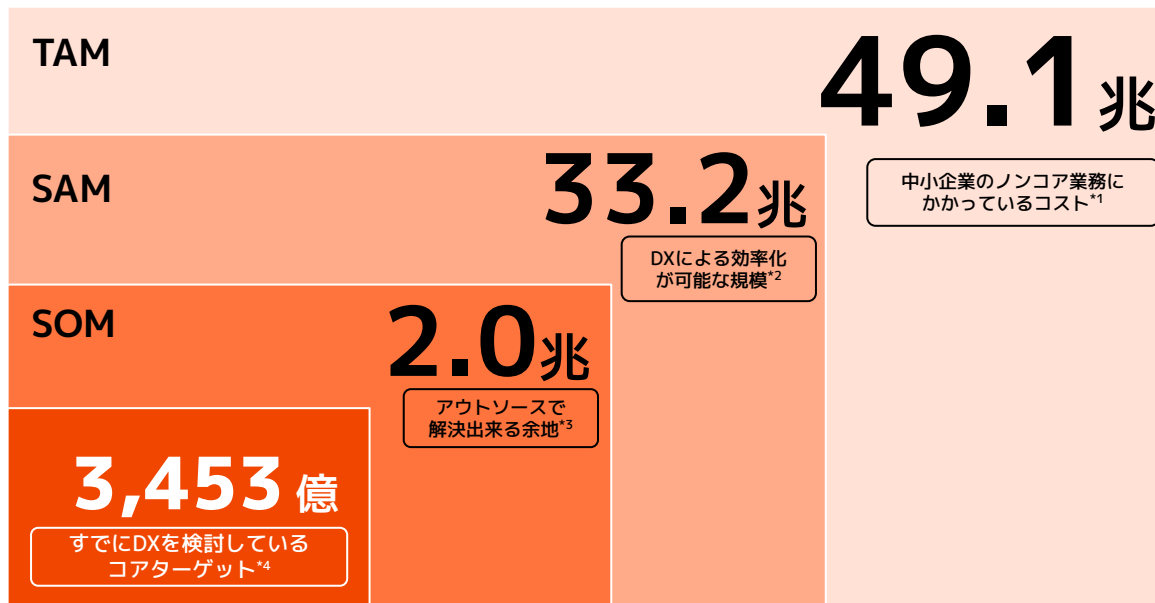 TAM
49.1兆
中小企業のノンコア業務に
かかっているコスト*1
SAM
33.2兆
DXによる効率化
が可能な規模*2
SOM
2.0兆
アウトソースで
解決出来る余地*3
3,453億
すでにDXを検討している
コアターゲット*4